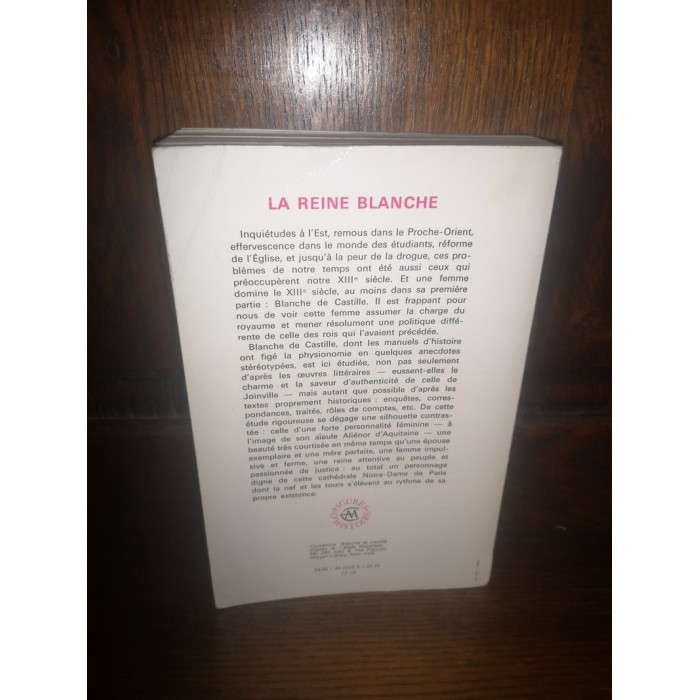 LA REINE BLANCHE
Inquiétudes à l'Est, remous dans le Proche-Orient,
effervescence dans le monde des étudiants, réforme
de l'Église, et jusqu'à la peur de la drogue, ces pro-
blèmes de notre temps ont été aussi ceux qui
préoccupèrent notre XIIIe siècle. Et une femme
domine le XIIIe siècle, au moins dans sa première
partie : Blanche de Castille. Il est frappant pour
nous de voir cette femme assumer la charge du
royaume et mener résolument une politique diffé-
rente de celle des rois qui l'avaient précédée.
Blanche de Castille, dont les manuels d'histoire
ont figé la physionomie en quelques anecdotes
stéréotypées, est ici étudiée, non pas seulement
d'après les œuvres littéraires — eussent-elles le
charme et la saveur d'authenticité de celle de
Joinville — mais autant que possible d'après les
textes proprement historiques : enquêtes, corres-
pondances, traités, rôles de comptes, etc. De cette
étude rigoureuse se dégage une silhouette contras-
tée : celle d'une forte personnalité féminine — à
l'image de son aïeule Aliénor d'Aquitaine — une
beauté très courtisée en même temps qu'une épouse
exemplaire et une mère parfaite, une femme impul-
sive et ferme, une reine attentive au peuple et
passionnée de justice : au total un personnage
digne de cette cathédrale Notre-Dame de Paris
dont la nef et les tours s'élèvent au rythme de sa
propre existence.
FIGURES
D'HISTOIRE